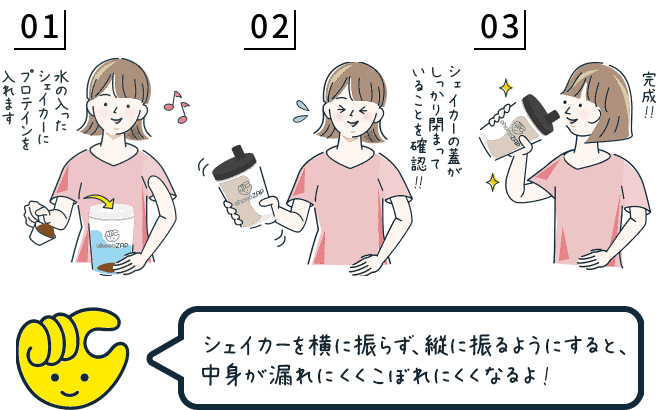 01
水の入った
シェイカーに
プロテインを
入れます
ZAP
02
シェイカーの蓋が
しっかり閉まって
いることを確認!!
ZAP
03
完成!!
シェイカーを横に振らず、縦に振るようにすると、
中身が漏れにくくこぼれにくくなるよ!